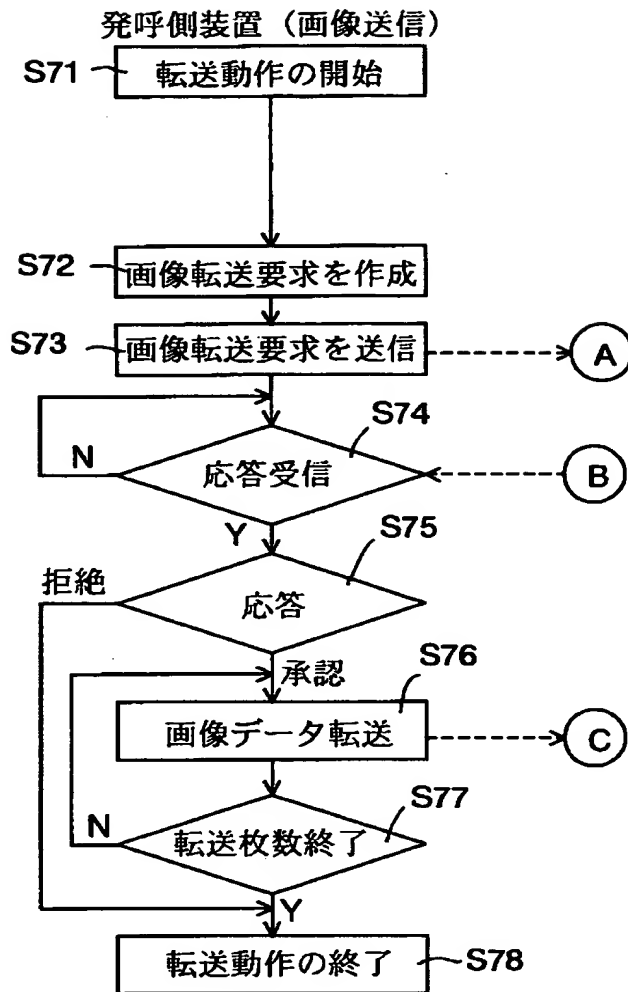 発呼側装置（画像送信）
S71
転送動作の開始
S72
画像転送要求を作成
S73
画像転送要求を送信
A
S74
N
応答受信
B
Y
S75
拒絶
応答
承認
S76
画像データ転送
C
S77
N
転送枚数終了
Y
転送動作の終了
S78